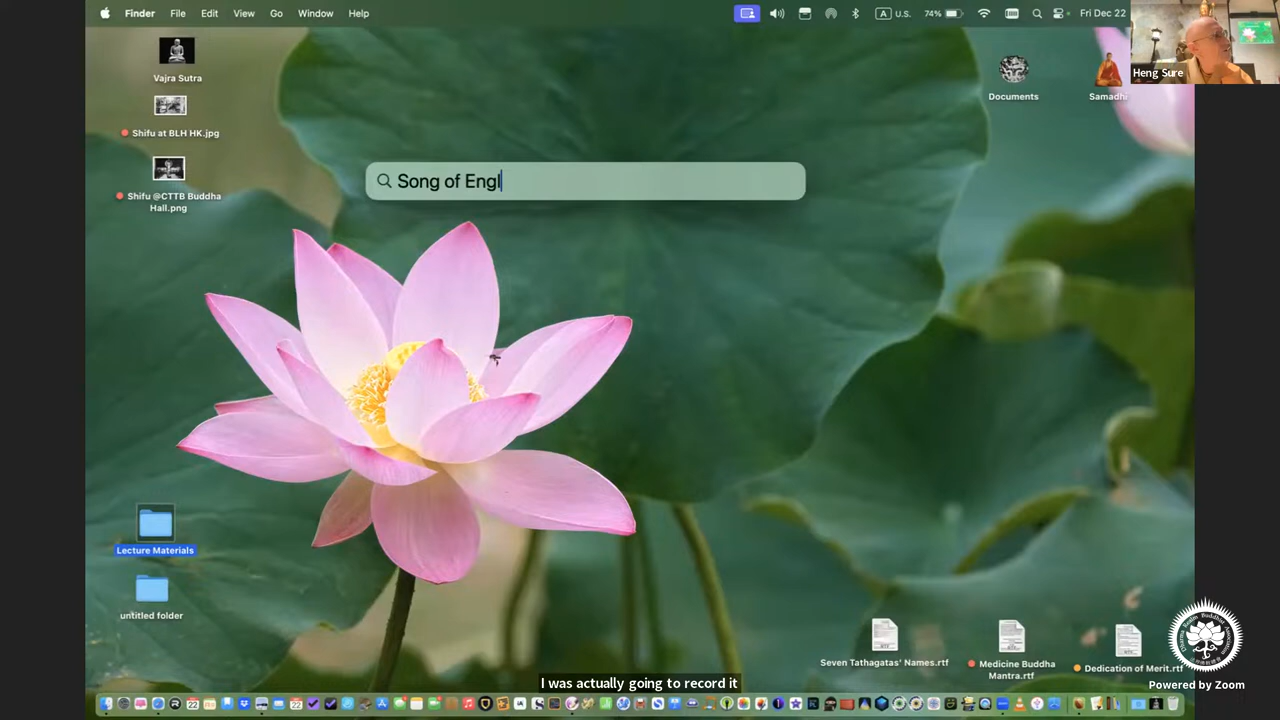 Finder File Edit View Go Window Help
A U.S. 74% Fri Dec 22
Heng Sure
Vajra Sutra
Shifu at BLH HK.jpg
Shifu @CTTB Buddha
Hall.png
Documents
Samadhi
Song of Engl
Lecture Materials
untitled folder
Seven Tathagatas' Names.rtf
Medicine Buddha
Mantra.rtf
Dedication of Merit.rtf
I was actually going to record it
Powered by Zoom